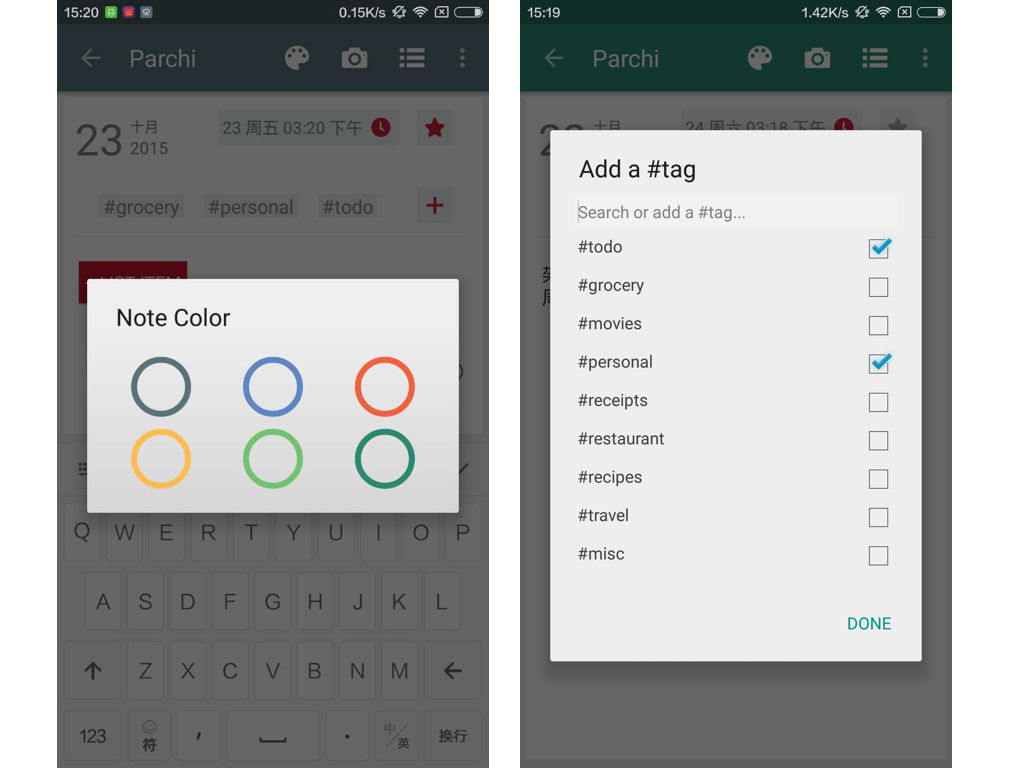 15:20
0.15K/s
Parchi
23
十月
2015
23 周五 03:20 下午
#grocery
#personal
#todo
+
Note Color
Q W E R T Y U I O P
A S D F G H J K L
Z X C V B N M
123
符
,
.
中/英
换行
15:19
1.42K/s
Parchi
十月
24 周六 03:18 下午
Add a #tag
Search or add a #tag...
#todo
#grocery
#movies
#personal
#receipts
#restaurant
#recipes
#travel
#misc
DONE